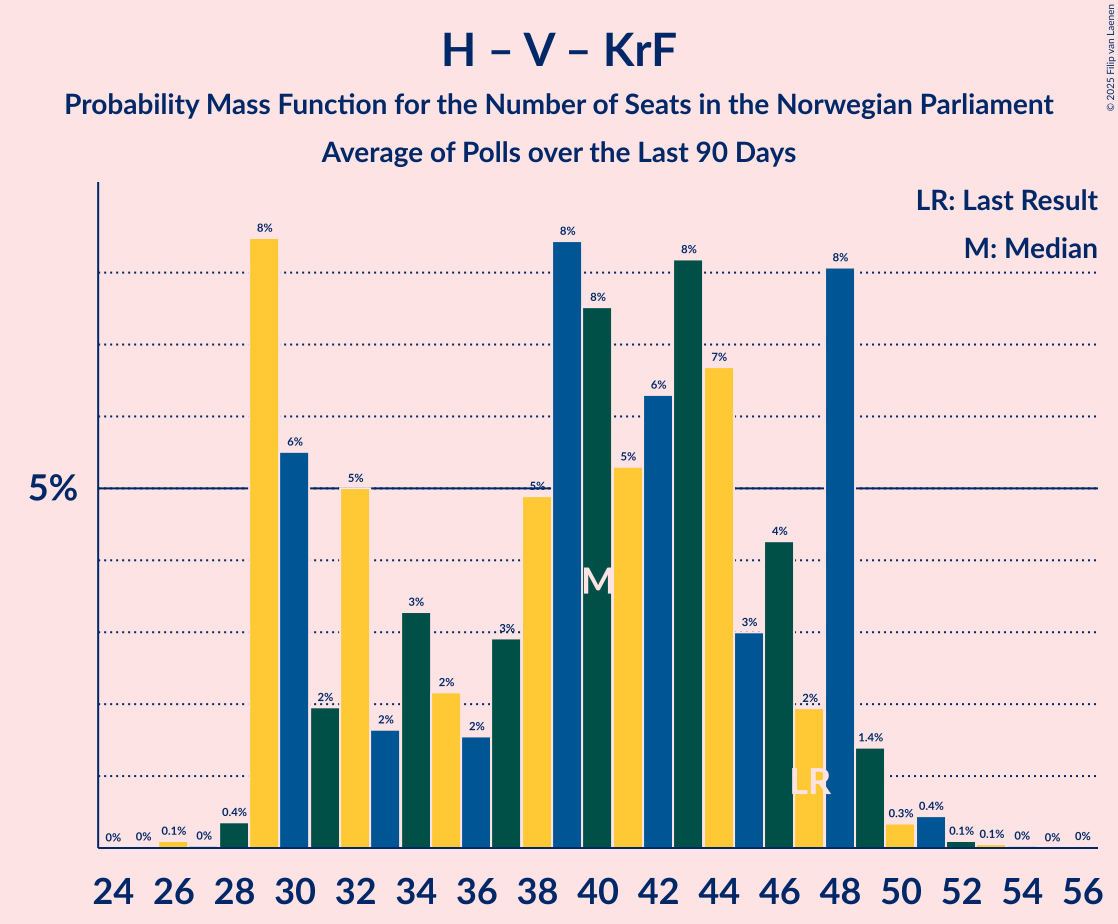 H – V – KrF
Probability Mass Function for the Number of Seats in the Norwegian Parliament
Average of Polls over the Last 90 Days
© 2025 Filip van Laenen
LR: Last Result
M: Median
5%
0% 0% 0.1% 0% 0.4% 8% 6% 2% 5% 2% 3% 2% 2% 3% 5% 8% 8% 5% 6% 8% 7% 3% 4% 2% 8% 1.4% 0.3% 0.4% 0.1% 0.1% 0% 0% 0%
M
LR
24 26 28 30 32 34 36 38 40 42 44 46 48 50 52 54 56